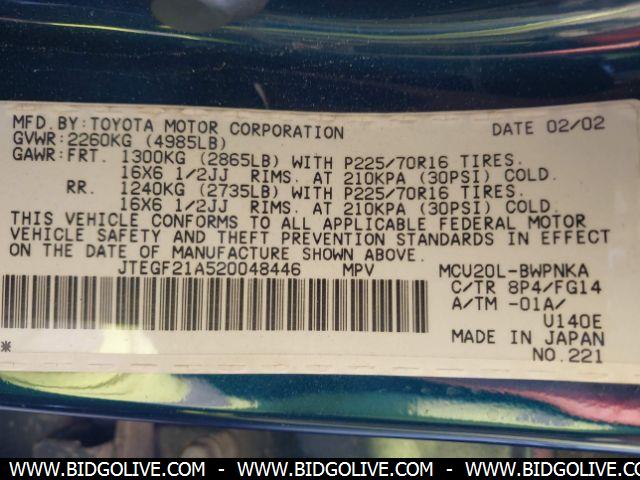 MFD.BY:TOYOTA MOTOR CORPORATION DATE 02/02
GVWR:2260KG (4985LB)
GAWR:FRT. 1300KG (2865LB) WITH P225/70R16 TIRES.
16X6 1/2JJ RIMS. AT 210KPA (30PSI) COLD.
RR. 1240KG (2735LB) WITH P225/70R16 TIRES.
16X6 1/2JJ RIMS. AT 210KPA (30PSI) COLD.
THIS VEHICLE CONFORMS TO ALL APPLICABLE FEDERAL MOTOR
VEHICLE SAFETY AND THEFT PREVENTION STANDARDS IN EFFECT
ON THE DATE OF MANUFACTURE SHOWN ABOVE.
JTEGF21A520048446 MPV MCU20L-BWPNKA
C/TR 8P4/FG14
A/TM -01A/
U140E
MADE IN JAPAN
* NO.221
WWW.BIDGOLIVE.COM - WWW.BIDGOLIVE.COM - WWW.BIDGOLIVE.COM